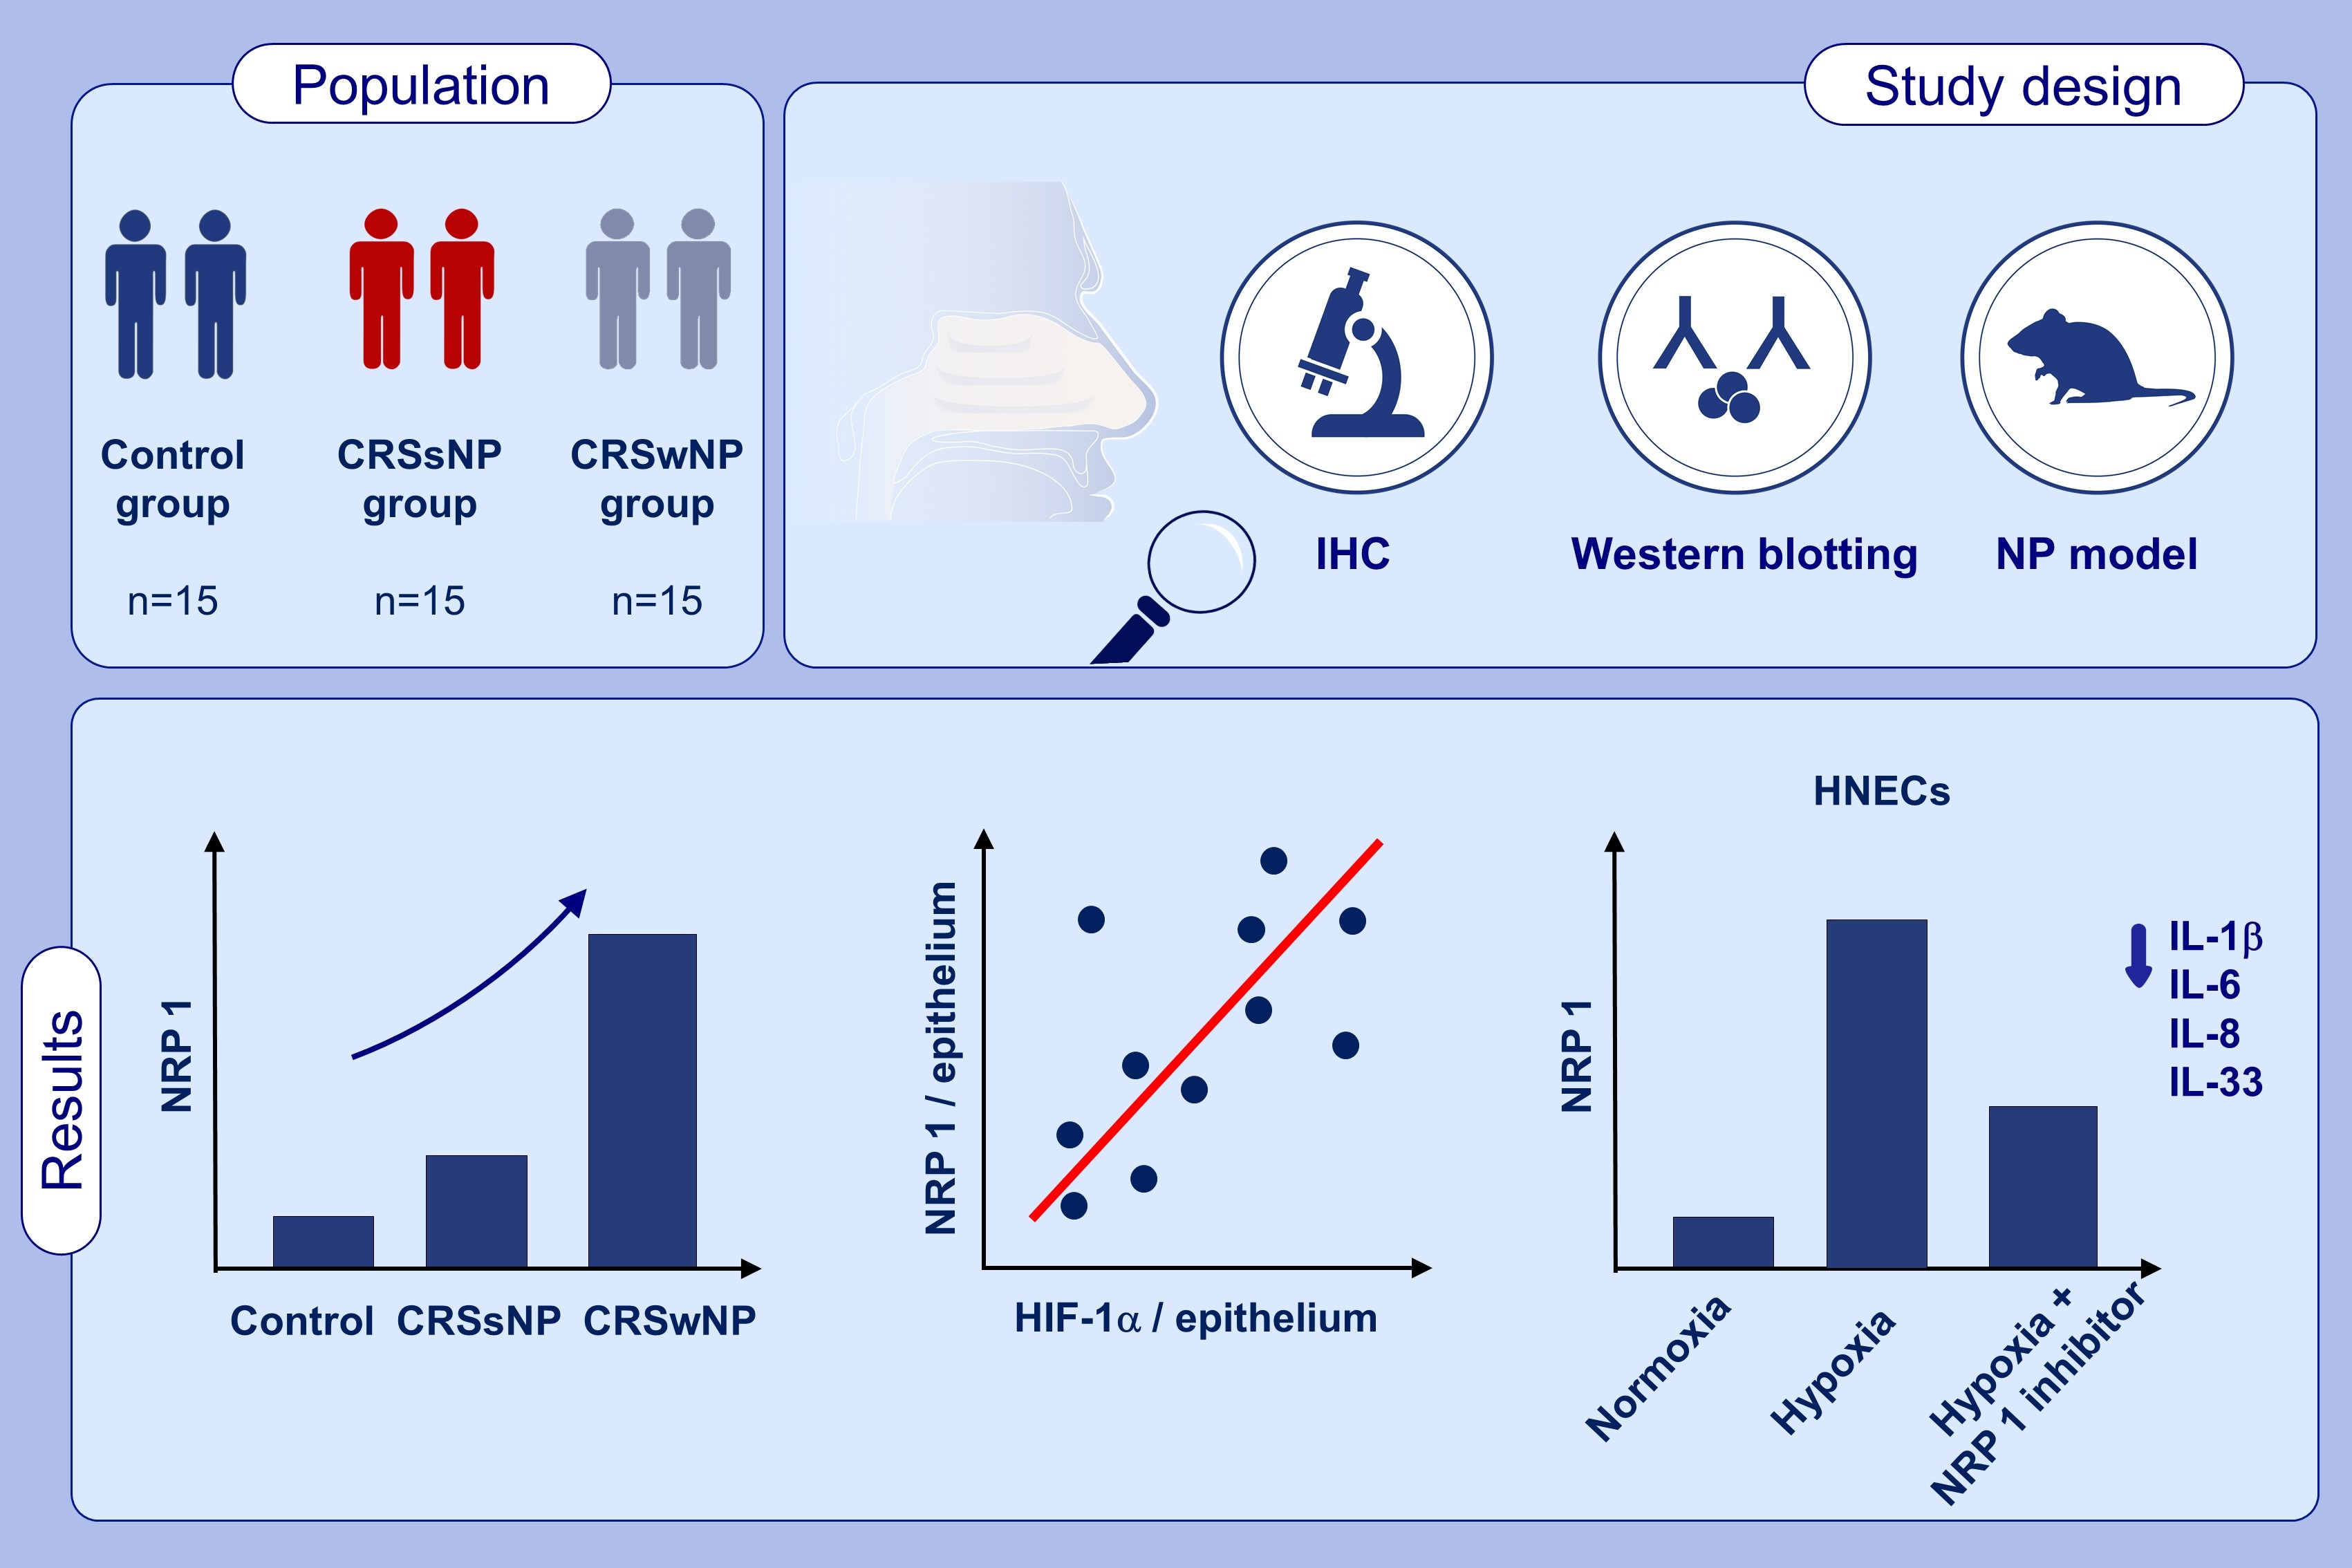 Population
Control
group
n=15
CRSsNP
group
n=15
CRSwNP
group
n=15
Study design
IHC
Western blotting
NP model
Results
NRP 1
Control
CRSsNP
CRSwNP
NRP 1 / epithelium
HIF-1α / epithelium
HNECs
NRP 1
Normoxia
Hypoxia
Hypoxia +
NRP 1 inhibitor
IL-1β
IL-6
IL-8
IL-33